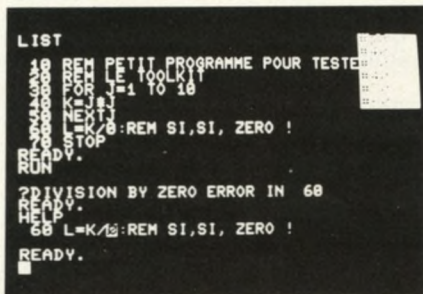 LIST
10 REM PETIT PROGRAMME POUR TESTE
20 REM LE TOOLKIT
30 FOR J=1 TO 10
40 K=J*J
50 NEXTJ
60 L=K/0:REM SI,SI, ZERO !
70 STOP
READY.
RUN
?DIVISION BY ZERO ERROR IN 60
READY.
HELP
60 L=K/0:REM SI,SI, ZERO !
READY.